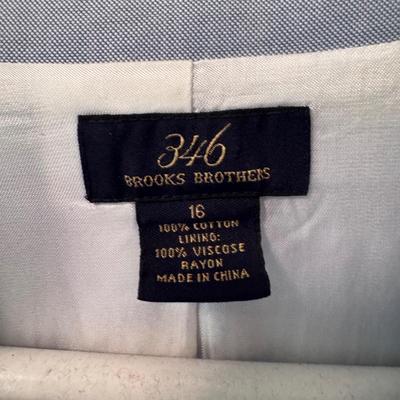 346
BROOKS BROTHERS
16
100% COTTON
LINING:
100% VISCOSE
RAYON
MADE IN CHINA